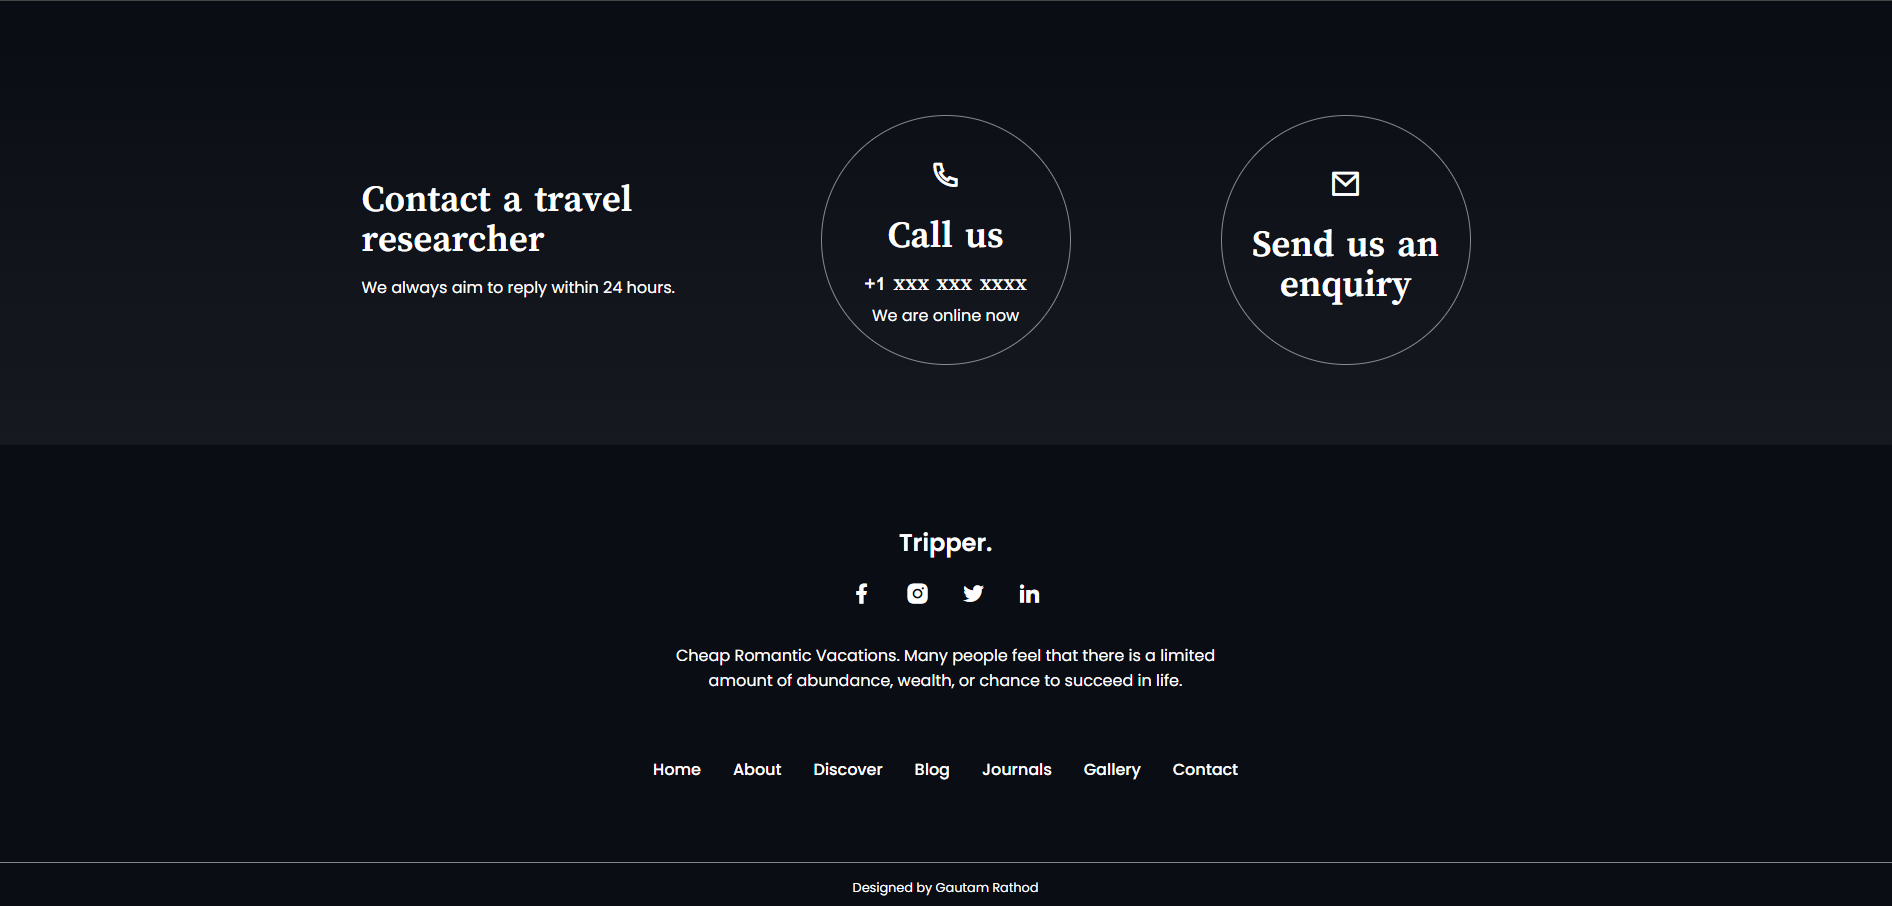 Contact a travel
researcher
We always aim to reply within 24 hours.
Call us
+1 xxx xxx xxxx
We are online now
Send us an
enquiry
Tripper.
Cheap Romantic Vacations. Many people feel that there is a limited
amount of abundance, wealth, or chance to succeed in life.
Home About Discover Blog Journals Gallery Contact
Designed by Gautam Rathod